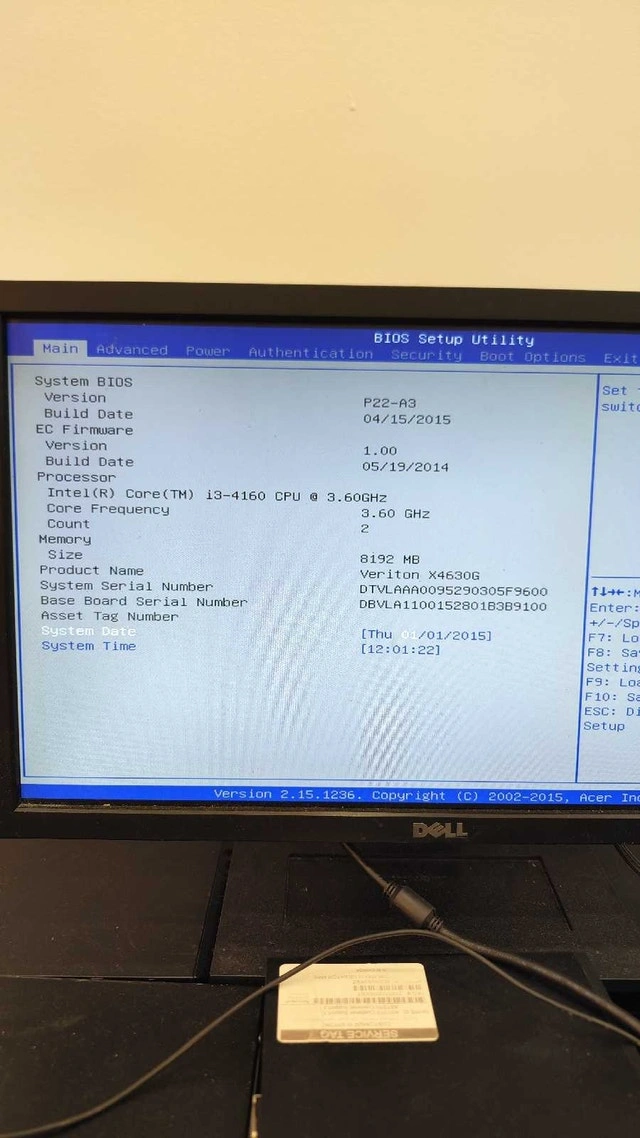 BIOS Setup Utility
Main Advanced Power Authentication Security Boot Options Exit
System BIOS
Version P22-A3
Build Date 04/15/2015
EC Firmware
Version 1.00
Build Date 05/19/2014
Processor
Intel(R) Core(TM) i3-4160 CPU @ 3.60GHz
Core Frequency 3.60 GHz
Count 2
Memory
Size 8192 MB
Product Name Veriton X4630G
System Serial Number DTVLAAA0095290305F9600
Base Board Serial Number DBVLA1100152801B3B9100
Asset Tag Number
System Date [Thu 01/01/2015]
System Time [12:01:22]
Set
switc
↑↓→←:M
Enter:
+/-/Sp
F7: Lo
F8: Sa
Setting
F9: Loa
F10: Sa
ESC: Di
Setup
Version 2.15.1236. Copyright (C) 2002-2015, Acer Inc
DELL
SERVICE TAG